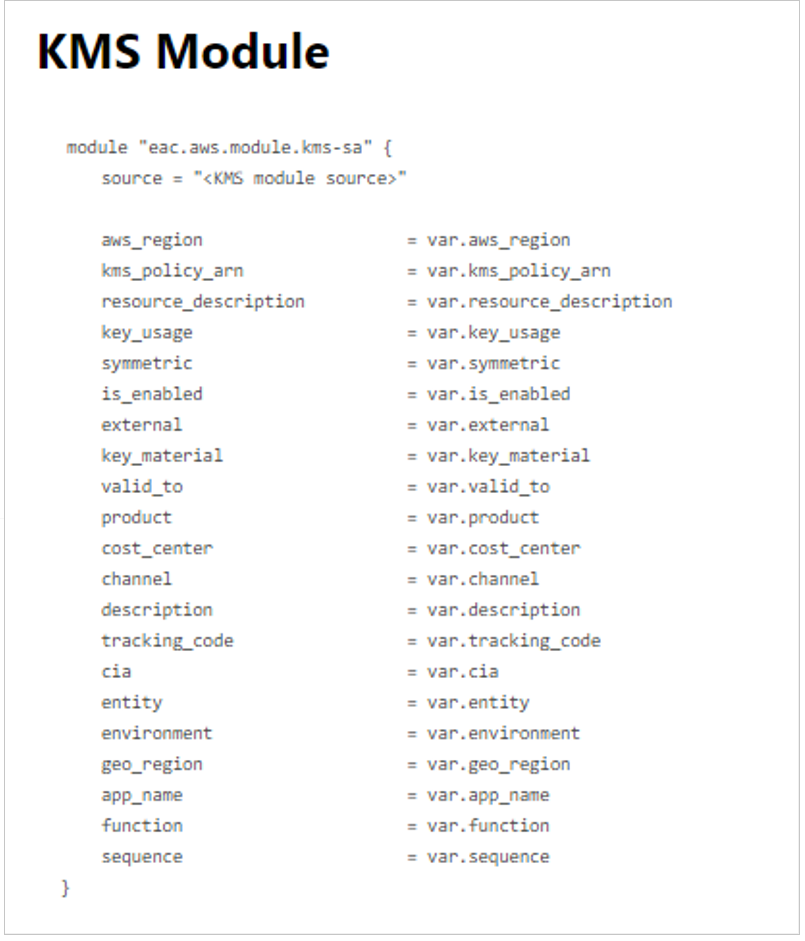 KMS Module
module "eac.aws.module.kms-sa" {
source = "<KMS module source>"
aws_region = var.aws_region
kms_policy_arn = var.kms_policy_arn
resource_description = var.resource_description
key_usage = var.key_usage
symmetric = var.symmetric
is_enabled = var.is_enabled
external = var.external
key_material = var.key_material
valid_to = var.valid_to
product = var.product
cost_center = var.cost_center
channel = var.channel
description = var.description
tracking_code = var.tracking_code
cia = var.cia
entity = var.entity
environment = var.environment
geo_region = var.geo_region
app_name = var.app_name
function = var.function
sequence = var.sequence
}